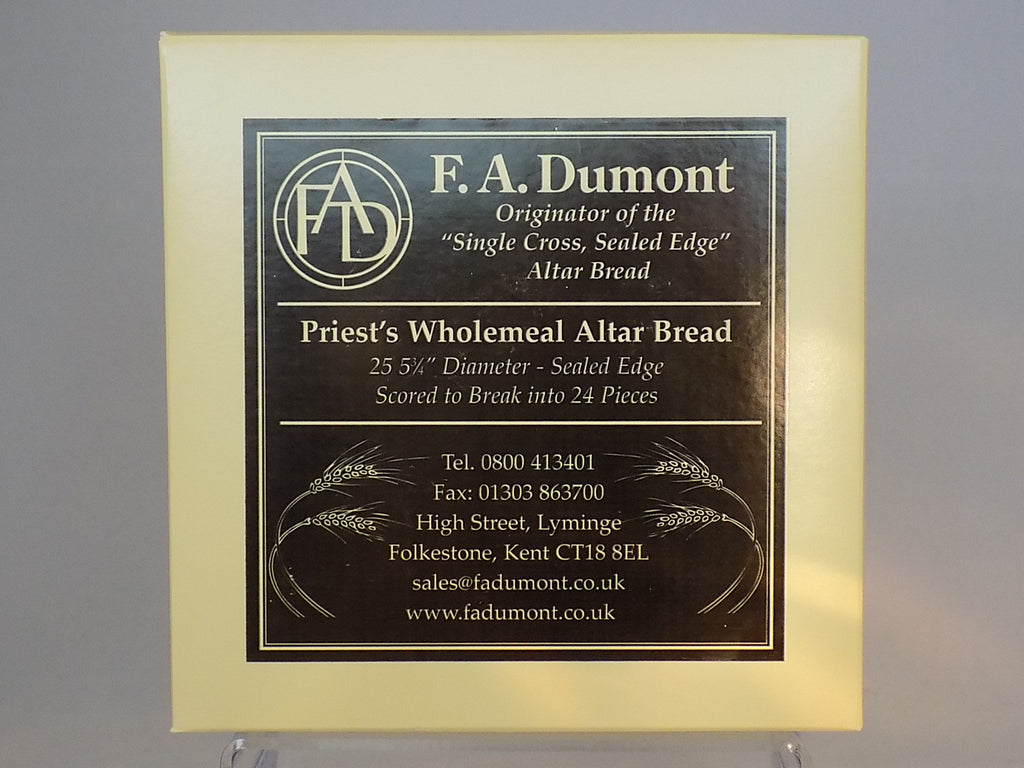 FAD
F. A. Dumont
Originator of the
“Single Cross, Sealed Edge”
Altar Bread
Priest's Wholemeal Altar Bread
25 5¾” Diameter - Sealed Edge
Scored to Break into 24 Pieces
Tel. 0800 413401
Fax: 01303 863700
High Street, Lyminge
Folkestone, Kent CT18 8EL
sales@fadumont.co.uk
www.fadumont.co.uk